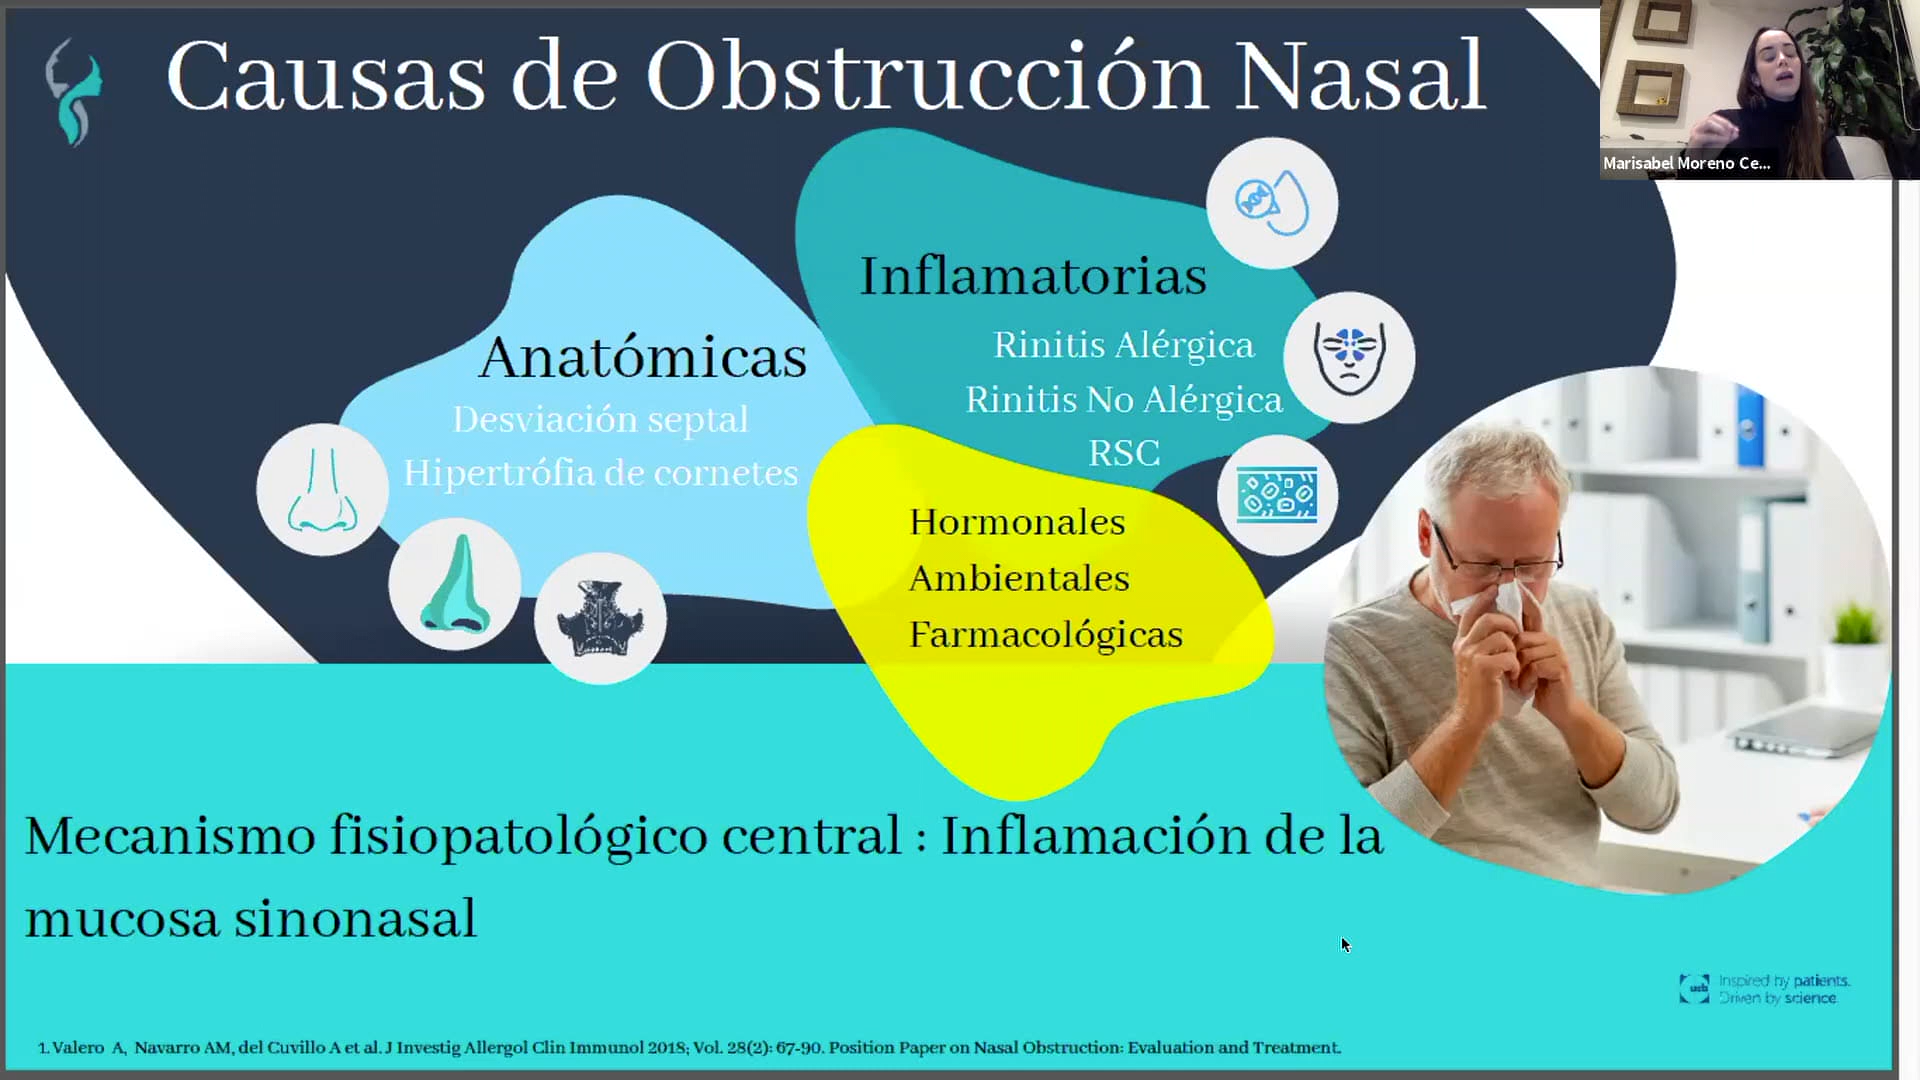 Causas de Obstrucción Nasal
Marisabel Moreno Ce...
Inflamatorias
Rinitis Alérgica
Rinitis No Alérgica
RSC
Anatómicas
Desviación septal
Hipertrófia de cornetes
Hormonales
Ambientales
Farmacológicas
Mecanismo fisiopatológico central : Inflamación de la
mucosa sinonasal
ucb
Inspired by patients.
Driven by science.
1. Valero A, Navarro AM, del Cuvillo A et al. J Investig Allergol Clin Immunol 2018; Vol. 28(2): 67-90. Position Paper on Nasal Obstruction: Evaluation and Treatment.